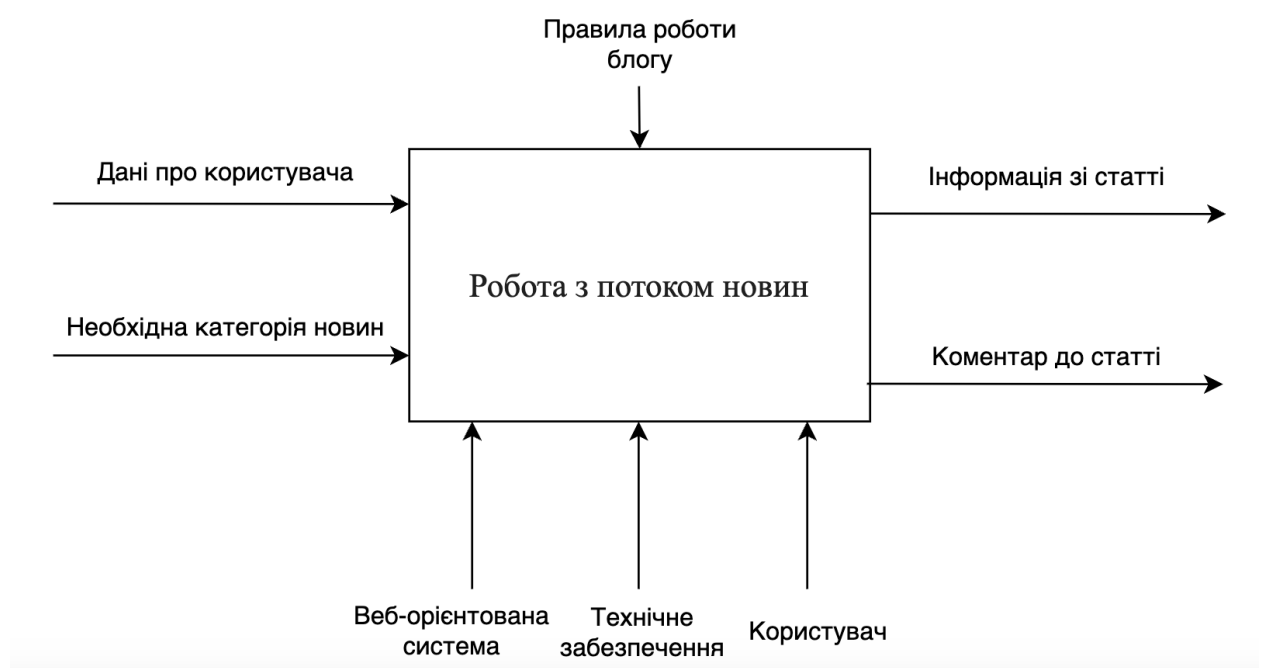 Правила роботи
блогу
Дані про користувача
Інформація зі статті
Робота з потоком новин
Необхідна категорія новин
Коментар до статті
Веб-орієнтована
система
Технічне
забезпечення
Користувач